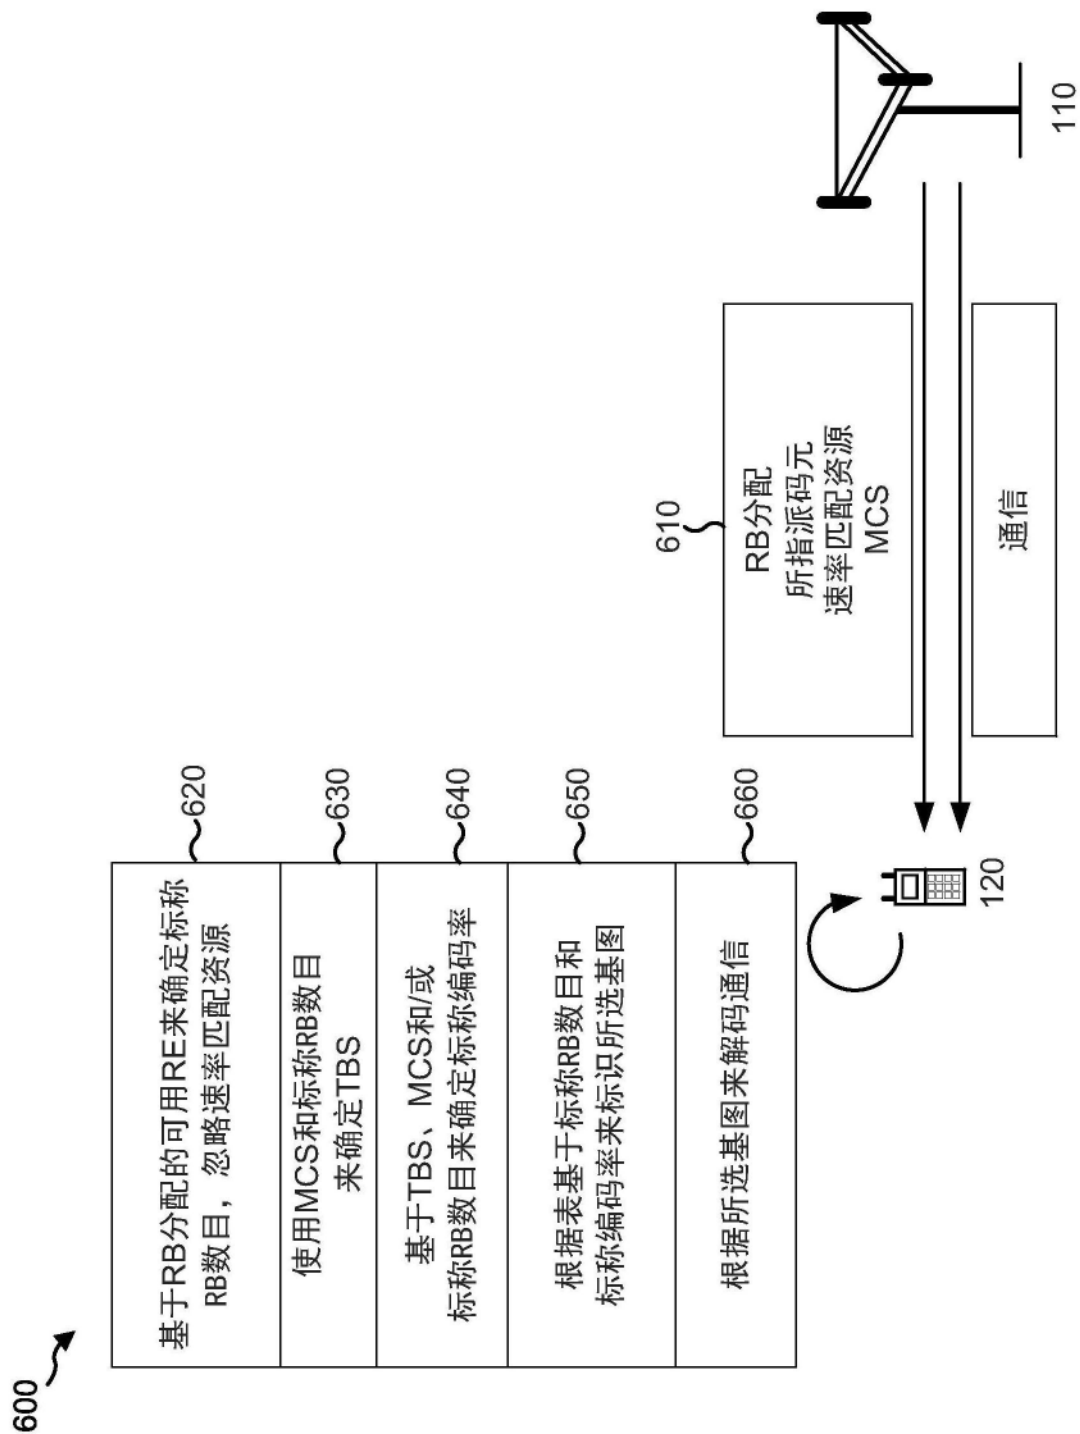 600
620
基于RB分配的可用RE来确定标称
RB数目，忽略速率匹配资源
630
使用MCS和标称RB数目
来确定TBS
640
基于TBS、MCS和/或
标称RB数目来确定标称编码率
650
根据表基于标称RB数目和
标称编码率来标识所选基图
660
根据所选基图来解码通信
120
610
RB分配
所指派码元
速率匹配资源
MCS
通信
110